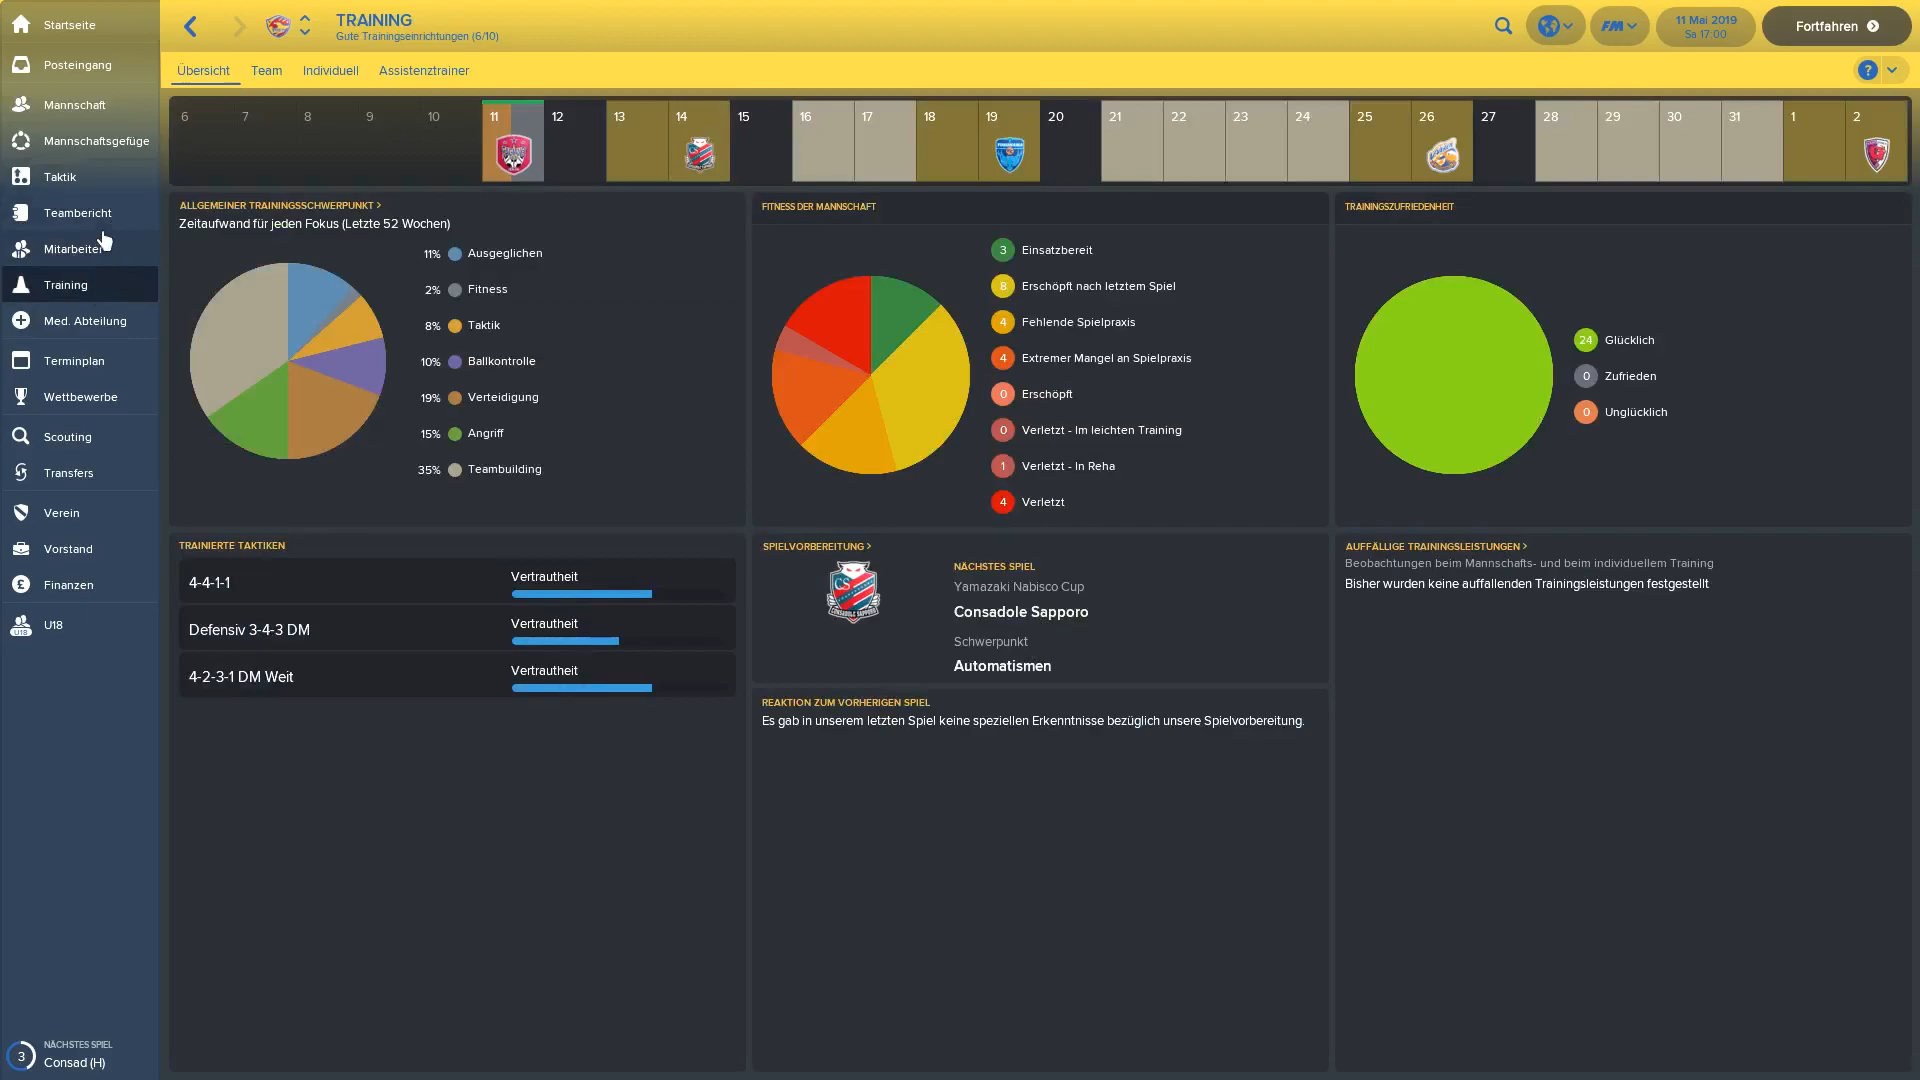 Startseite
Posteingang
Mannschaft
Mannschaftsgefüge
Taktik
Teambericht
Mitarbeiter
Training
Med. Abteilung
Terminplan
Wettbewerbe
Scouting
Transfers
Verein
Vorstand
Finanzen
U18
U18
3
NÄCHSTES SPIEL
Consad (H)
TRAINING
Gute Trainingseinrichtungen (6/10)
FM
11 Mai 2019
Sa 17:00
Fortfahren
Übersicht Team Individuell Assistenztrainer
?
6 7 8 9 10 11 12 13 14 15 16 17 18 19 20 21 22 23 24 25 26 27 28 29 30 31 1 2
ALLGEMEINER TRAININGSSCHWERPUNKT >
Zeitaufwand für jeden Fokus (Letzte 52 Wochen)
11% Ausgeglichen
2% Fitness
8% Taktik
10% Ballkontrolle
19% Verteidigung
15% Angriff
35% Teambuilding
FITNESS DER MANNSCHAFT
3 Einsatzbereit
8 Erschöpft nach letztem Spiel
4 Fehlende Spielpraxis
4 Extremer Mangel an Spielpraxis
0 Erschöpft
0 Verletzt - Im leichten Training
1 Verletzt - In Reha
4 Verletzt
TRAININGSZUFRIEDENHEIT
24 Glücklich
0 Zufrieden
0 Unglücklich
TRAINIERTE TAKTIKEN
4-4-1-1 Vertrautheit
Defensiv 3-4-3 DM Vertrautheit
4-2-3-1 DM Weit Vertrautheit
SPIELVORBEREITUNG >
CS
CONSADOLE SAPPORO
NÄCHSTES SPIEL
Yamazaki Nabisco Cup
Consadole Sapporo
Schwerpunkt
Automatismen
REAKTION ZUM VORHERIGEN SPIEL
Es gab in unserem letzten Spiel keine speziellen Erkenntnisse bezüglich unsere Spielvorbereitung.
AUFFÄLLIGE TRAININGSLEISTUNGEN >
Beobachtungen beim Mannschafts- und beim individuellem Training
Bisher wurden keine auffallenden Trainingsleistungen festgestellt